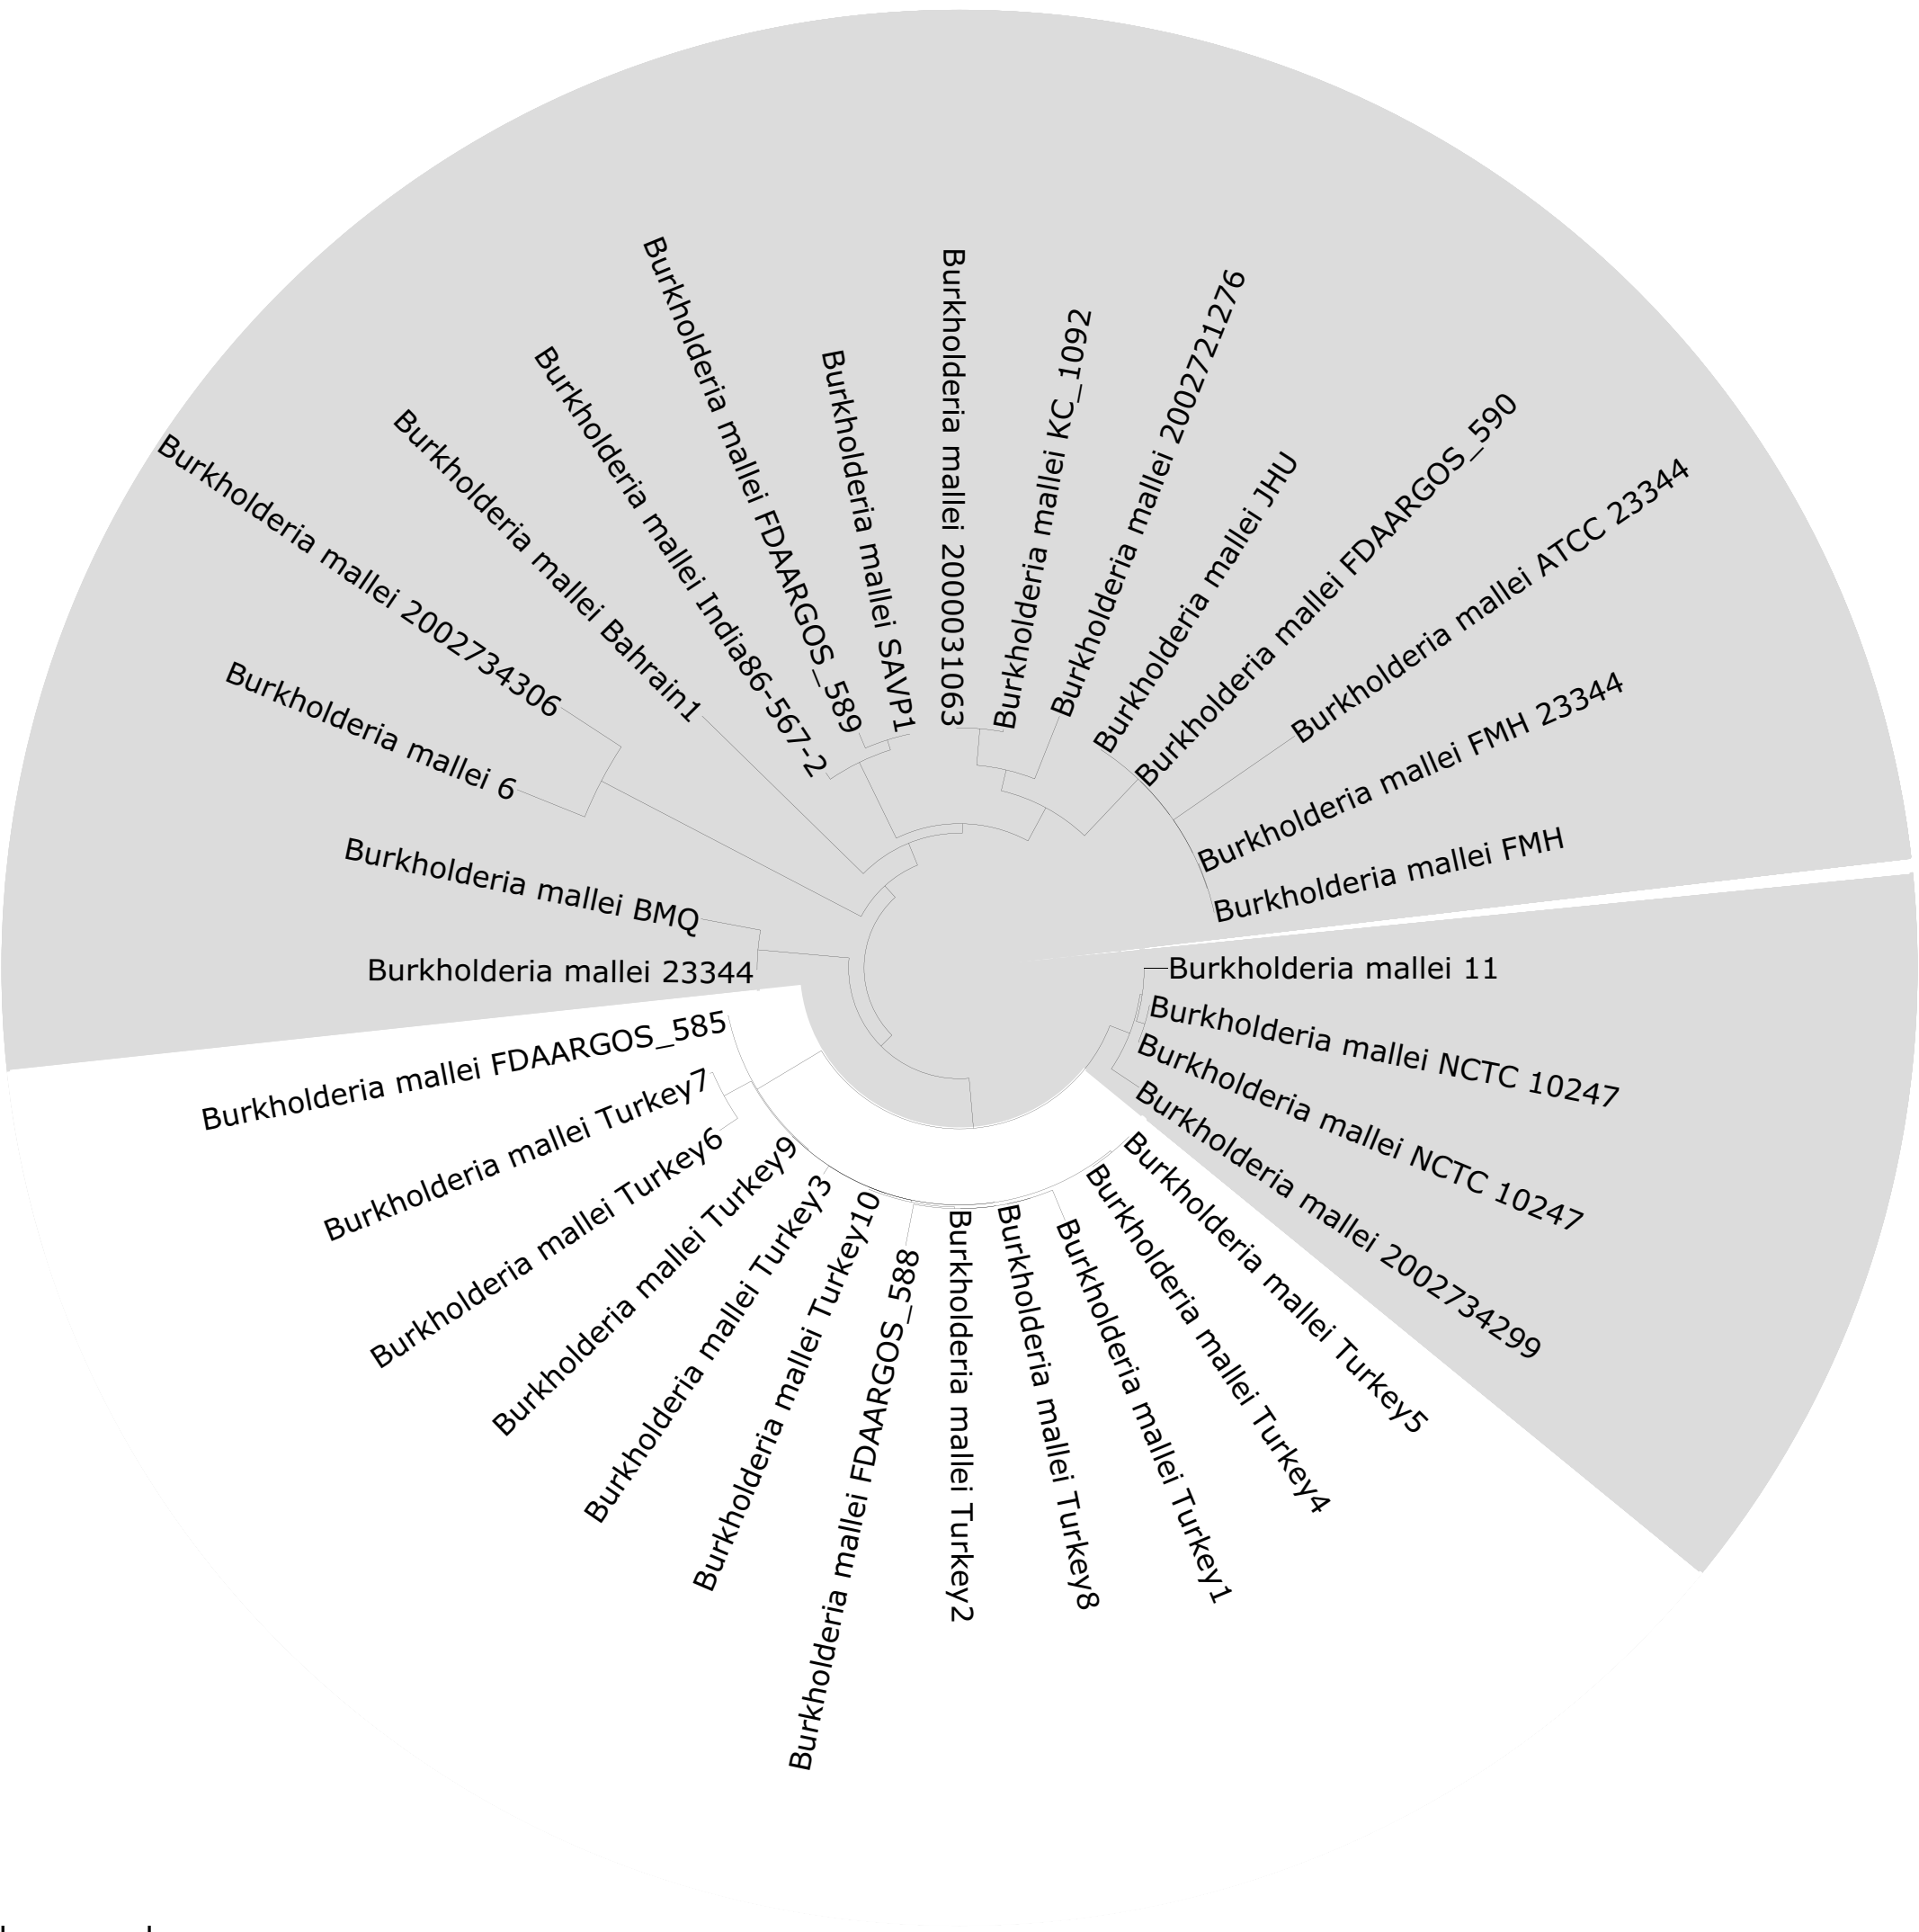 Burkholderia mallei 2000031063
Burkholderia mallei KC_1092
Burkholderia mallei 2002721276
Burkholderia mallei JHU
Burkholderia mallei FDAARGOS_590
Burkholderia mallei ATCC 23344
Burkholderia mallei FMH 23344
Burkholderia mallei FMH
Burkholderia mallei 11
Burkholderia mallei NCTC 10247
Burkholderia mallei NCTC 10247
Burkholderia mallei 2002734299
Burkholderia mallei Turkey5
Burkholderia mallei Turkey4
Burkholderia mallei Turkey1
Burkholderia mallei Turkey8
Burkholderia mallei Turkey2
Burkholderia mallei FDAARGOS_588
Burkholderia mallei Turkey10
Burkholderia mallei Turkey3
Burkholderia mallei Turkey9
Burkholderia mallei Turkey6
Burkholderia mallei Turkey7
Burkholderia mallei FDAARGOS_585
Burkholderia mallei 23344
Burkholderia mallei BMQ
Burkholderia mallei 6
Burkholderia mallei 2002734306
Burkholderia mallei Bahrain1
Burkholderia mallei India86-567-2
Burkholderia mallei FDAARGOS_589
Burkholderia mallei SAVP1